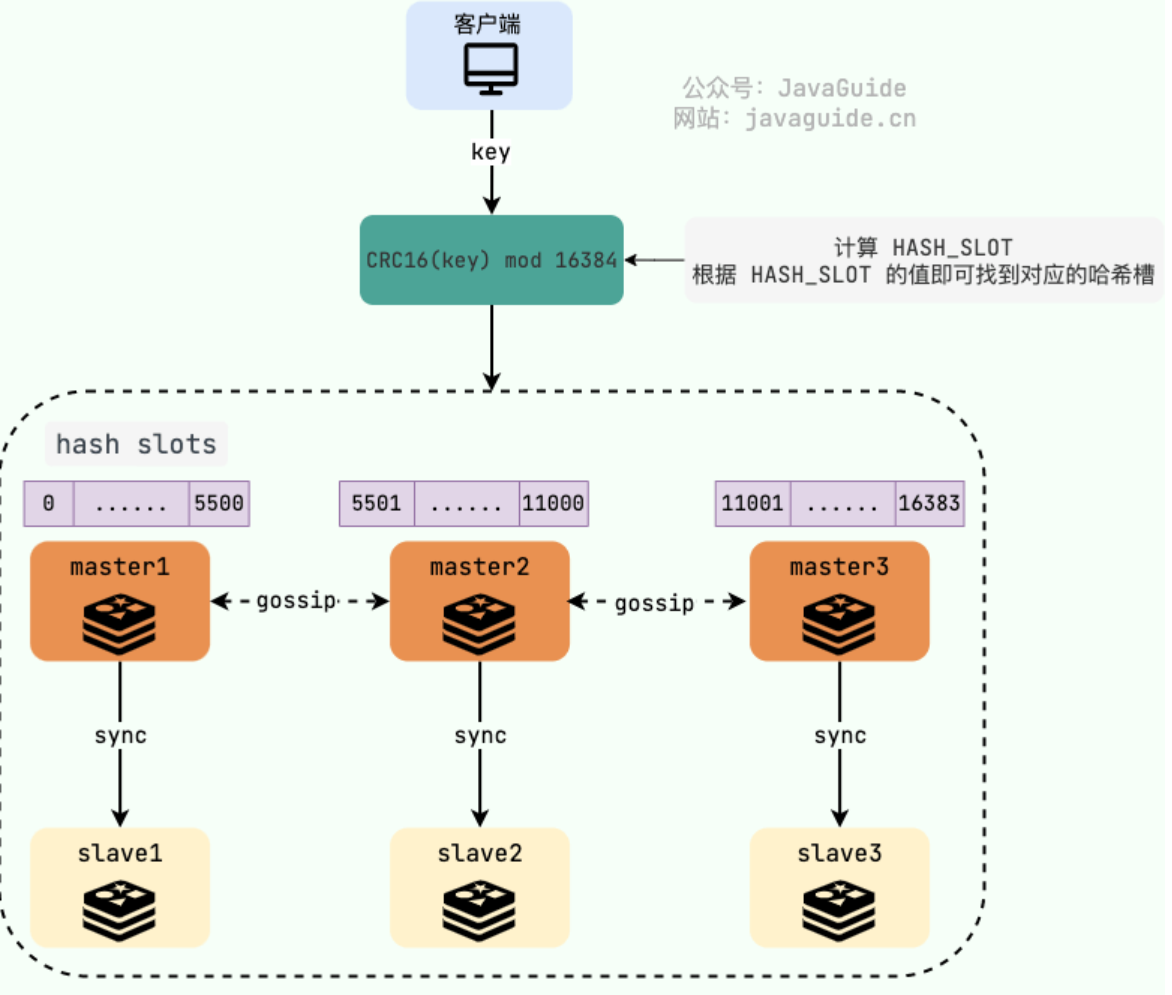 客户端
公众号：JavaGuide
网站：javaguide.cn
key
CRC16(key) mod 16384
计算 HASH_SLOT
根据 HASH_SLOT 的值即可找到对应的哈希槽
hash slots
0 ...... 5500
5501 ...... 11000
11001 ...... 16383
master1
master2
master3
gossip
gossip
sync
sync
sync
slave1
slave2
slave3